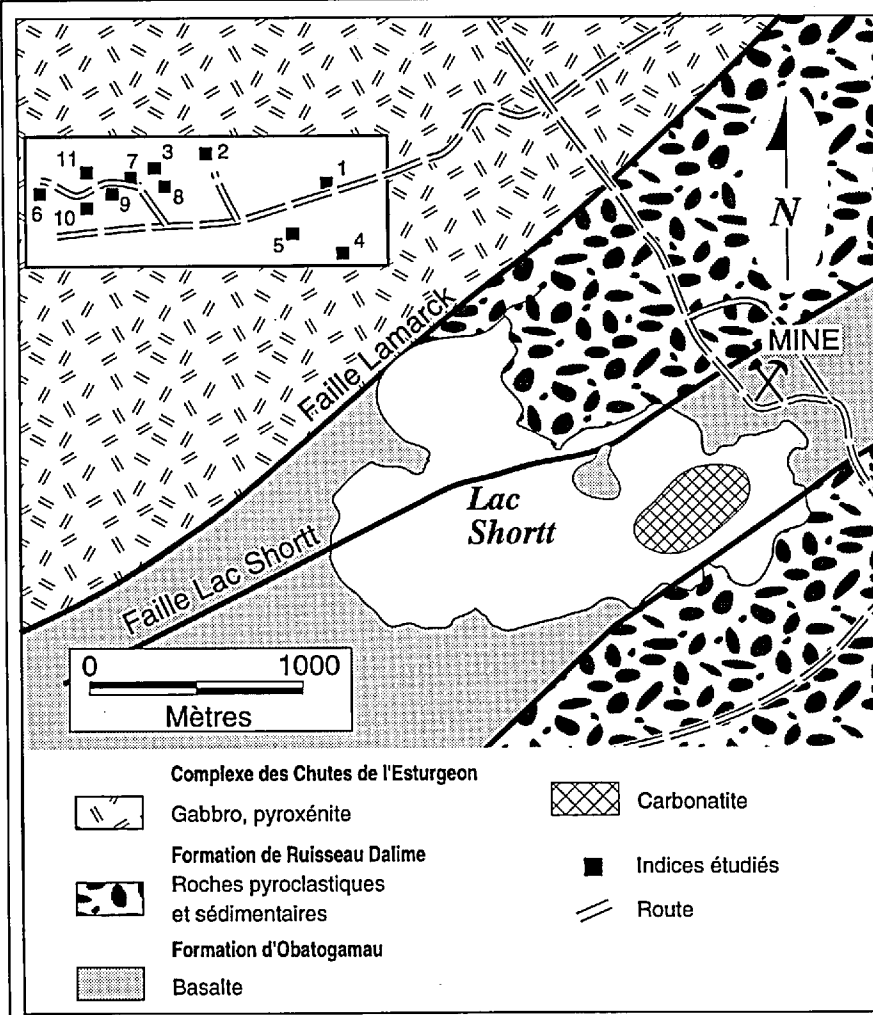 11
7
3
2
1
6
10
9
8
5
4
N
Faille Lamarck
MINE
Lac
Shortt
Faille Lac Shortt
0 1000
Mètres
Complexe des Chutes de l'Esturgeon
Gabbro, pyroxénite
Formation de Ruisseau Dalime
Roches pyroclastiques
et sédimentaires
Formation d'Obatogamau
Basalte
Carbonatite
Indices étudiés
Route